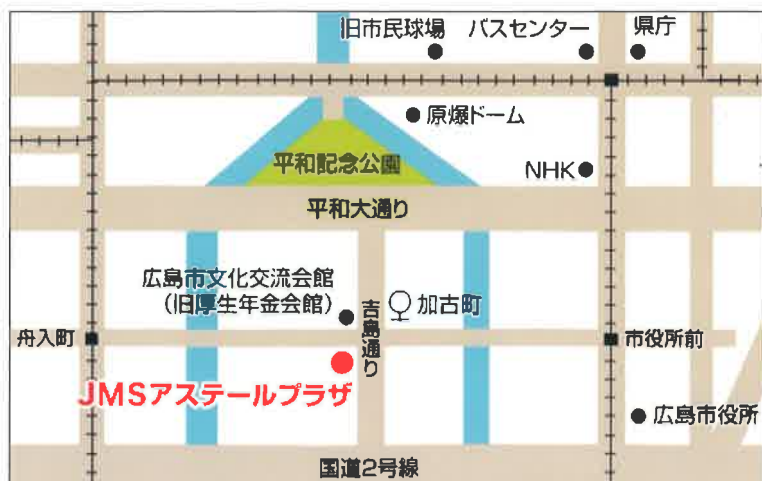 旧市民球場
バスセンター
県庁
原爆ドーム
平和記念公園
NHK
平和大通り
広島市文化交流会館
(旧厚生年金会館)
吉島通り
加古町
舟入町
市役所前
JMSアステールプラザ
広島市役所
国道2号線